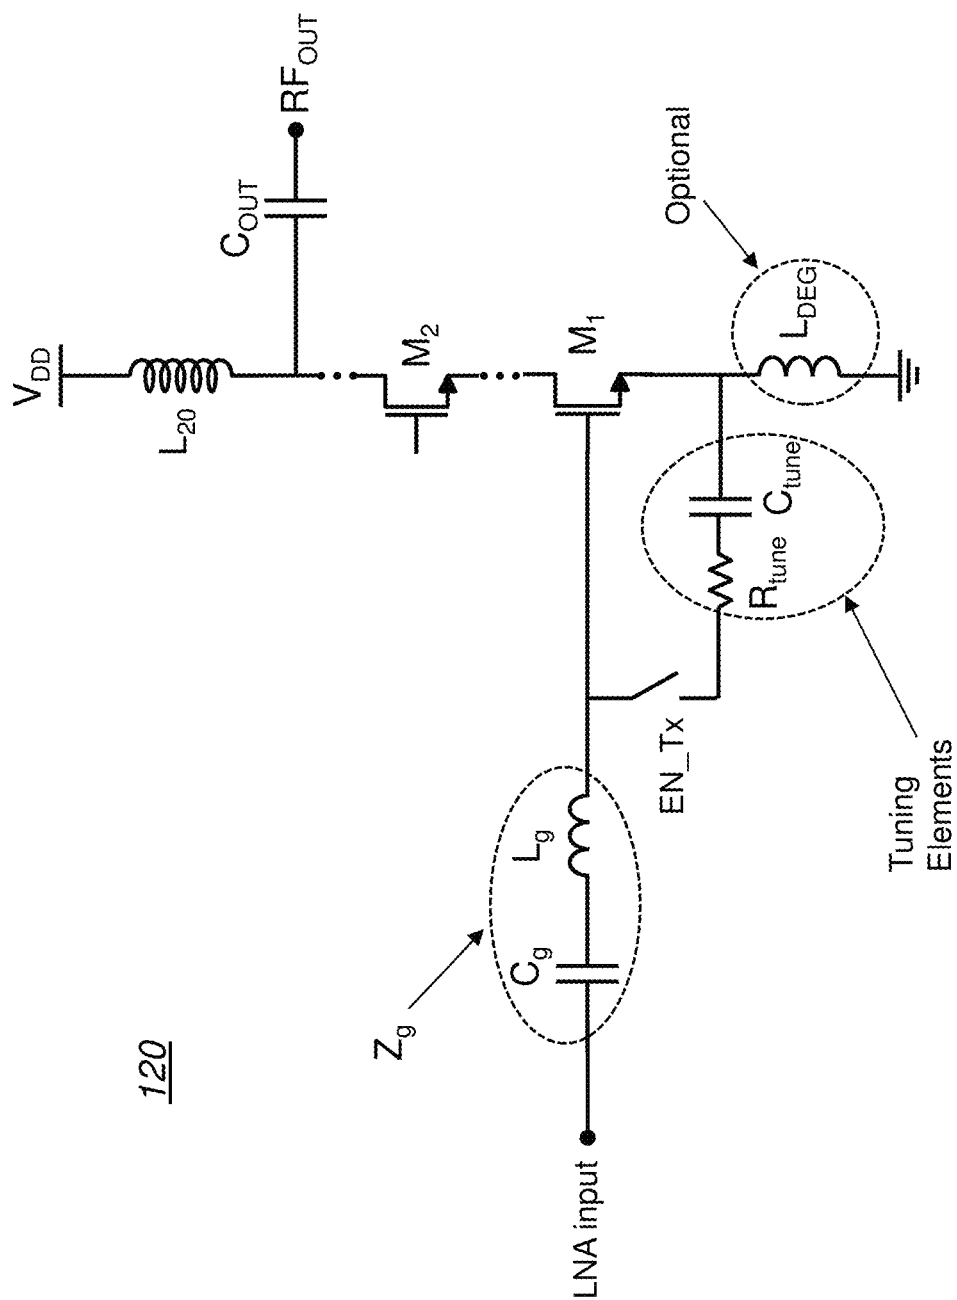 120
V_DD
L_20
C_OUT
RF_OUT
M_2
M_1
Z_g
C_g
L_g
LNA input
EN_Tx
R_tune
C_tune
L_DEG
Optional
Tuning
Elements